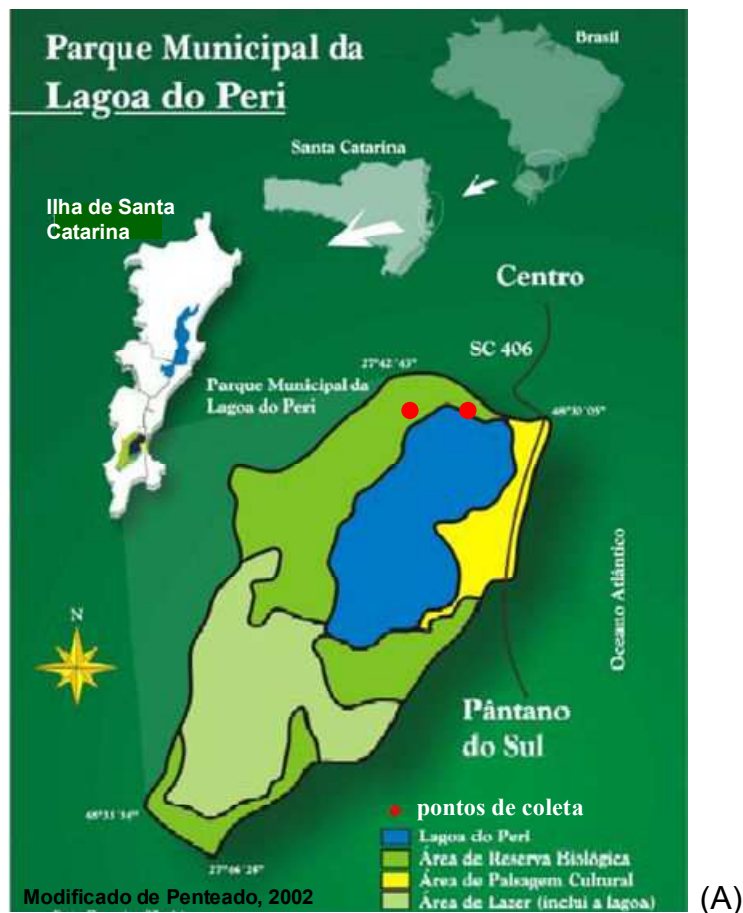 Parque Municipal da
Lagoa do Peri
Brasil
Santa Catarina
Ilha de Santa
Catarina
Centro
SC 406
27°42´43"
Parque Municipal da
Lagoa do Peri
48°30´05"
Oceano Atlântico
N
Pântano
do Sul
pontos de coleta
Lagoa do Peri
Área de Reserva Biológica
Área de Paisagem Cultural
Área de Lazer (inclui a lagoa)
Modificado de Penteado, 2002
(A)